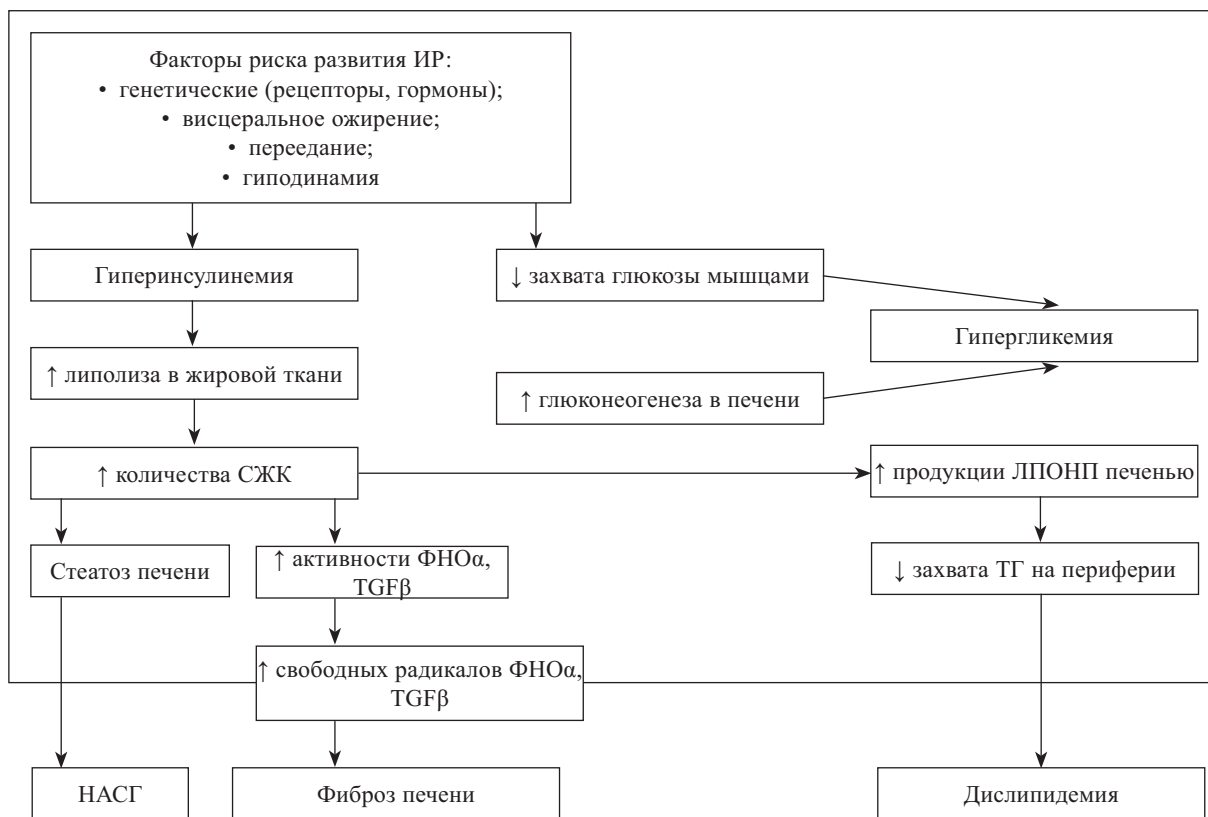 Факторы риска развития ИР:
• генетические (рецепторы, гормоны);
• висцеральное ожирение;
• переедание;
• гиподинамия
Гиперинсулинемия
↓ захвата глюкозы мышцами
Гипергликемия
↑ липолиза в жировой ткани
↑ глюконеогенеза в печени
↑ количества СЖК
↑ продукции ЛПОНП печенью
Стеатоз печени
↑ активности ФНОα,
TGFβ
↓ захвата ТГ на периферии
↑ свободных радикалов ФНОα,
TGFβ
НАСГ
Фиброз печени
Дислипидемия